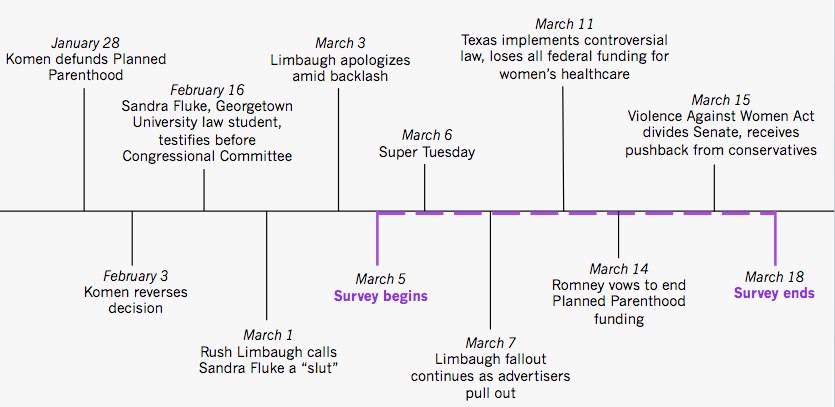 January 28
Komen defunds Planned
Parenthood
February 16
Sandra Fluke, Georgetown
University law student,
testifies before
Congressional Committee
March 3
Limbaugh apologizes
amid backlash
March 6
Super Tuesday
March 11
Texas implements controversial
law, loses all federal funding for
women’s healthcare
March 15
Violence Against Women Act
divides Senate, receives
pushback from conservatives
February 3
Komen reverses
decision
March 1
Rush Limbaugh calls
Sandra Fluke a “slut”
March 5
Survey begins
March 7
Limbaugh fallout
continues as advertisers
pull out
March 14
Romney vows to end
Planned Parenthood
funding
March 18
Survey ends